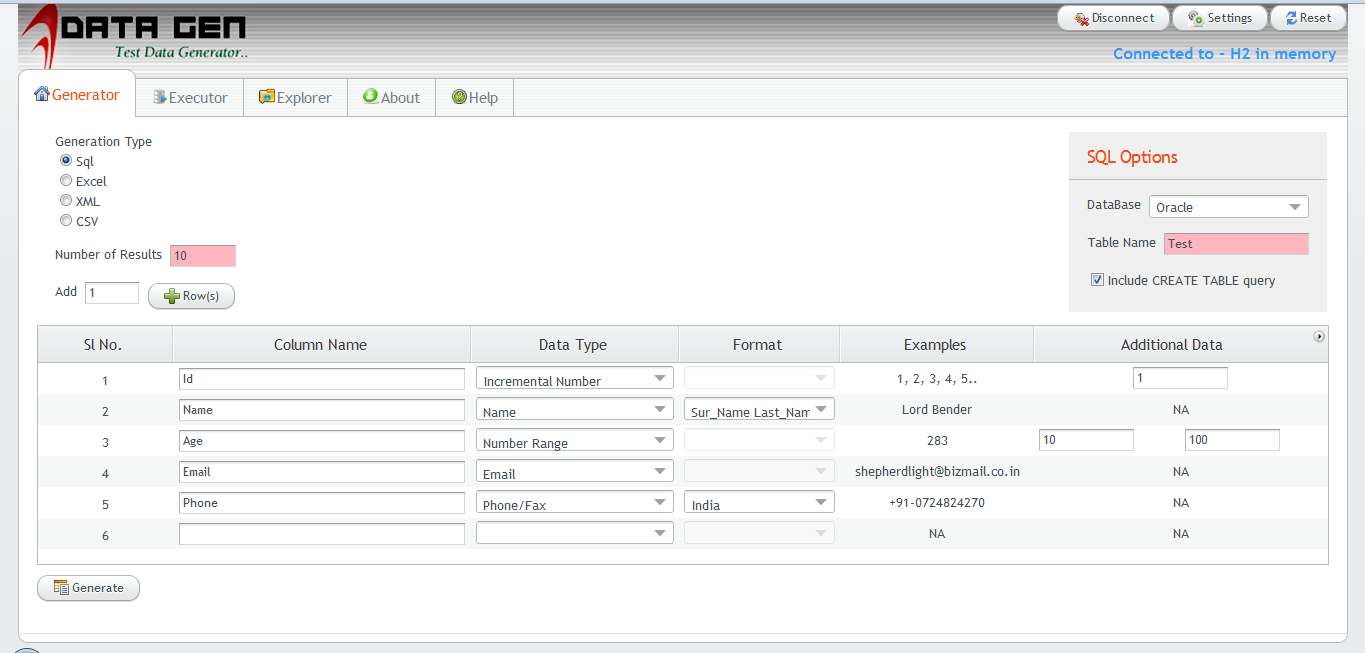 DATA GEN
Test Data Generator..
Disconnect Settings Reset
Connected to - H2 in memory
Generator Executor Explorer About Help
Generation Type
Sql
Excel
XML
CSV
Number of Results 10
Add 1 Row(s)
SQL Options
DataBase Oracle
Table Name Test
Include CREATE TABLE query
Sl No. Column Name Data Type Format Examples Additional Data
1 Id Incremental Number 1, 2, 3, 4, 5.. 1
2 Name Name Sur_Name Last_Nam Lord Bender NA
3 Age Number Range 283 10 100
4 Email Email shepherdlight@bizmail.co.in NA
5 Phone Phone/Fax India +91-0724824270 NA
6 NA NA
Generate